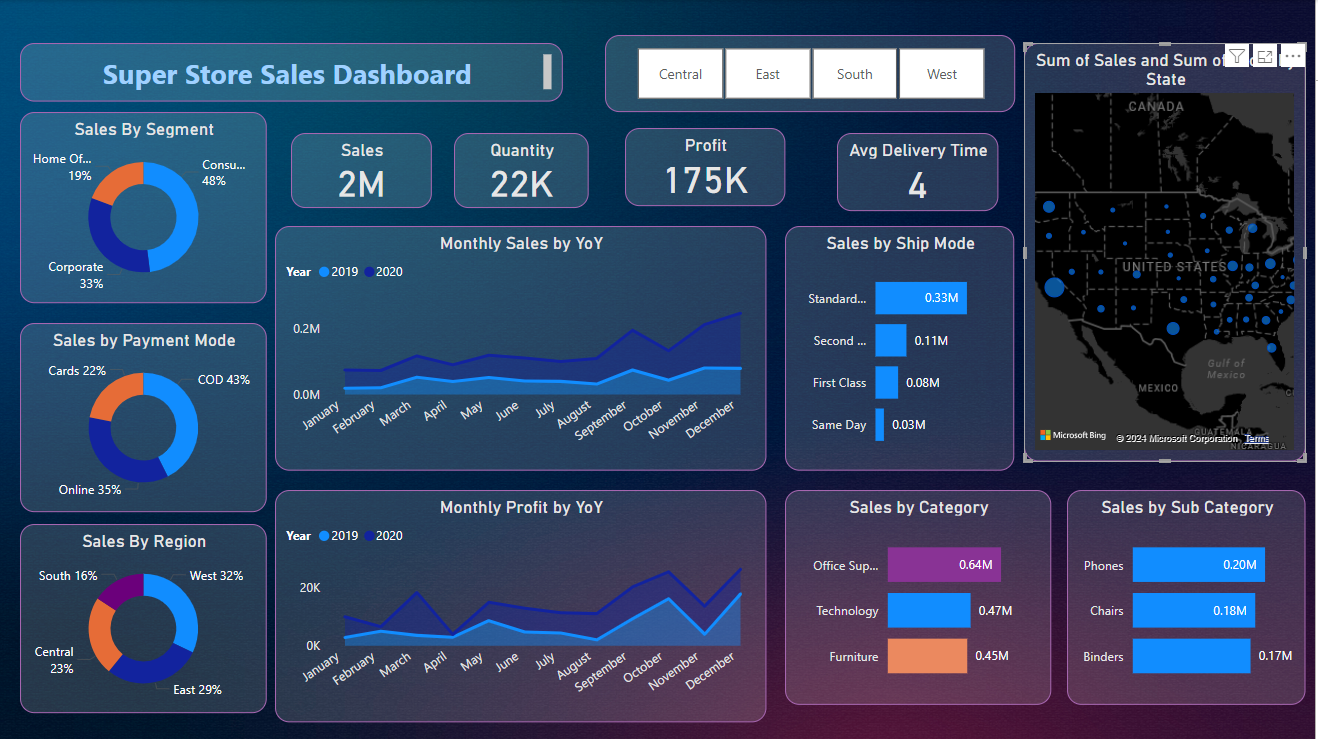 Super Store Sales Dashboard
Central
East
South
West
Sum of Sales and Sum of
State
Sales By Segment
Home Of...
19%
Consu...
48%
Corporate
33%
Sales
2M
Quantity
22K
Profit
175K
Avg Delivery Time
4
Sales by Payment Mode
Cards 22%
COD 43%
Online 35%
Sales By Region
South 16%
West 32%
Central
23%
East 29%
Monthly Sales by YoY
Year 2019 2020
0.2M
0.0M
January
February
March
April
May
June
July
August
September
October
November
December
Monthly Profit by YoY
Year 2019 2020
20K
0K
January
February
March
April
May
June
July
August
September
October
November
December
Sales by Ship Mode
Standard... 0.33M
Second ... 0.11M
First Class 0.08M
Same Day 0.03M
CANADA
UNITED STATES
Gulf of
Mexico
MEXICO
GUATEMALA
NICARAGUA
Microsoft Bing
© 2024 Microsoft Corporation Terms
Sales by Category
Office Sup... 0.64M
Technology 0.47M
Furniture 0.45M
Sales by Sub Category
Phones 0.20M
Chairs 0.18M
Binders 0.17M